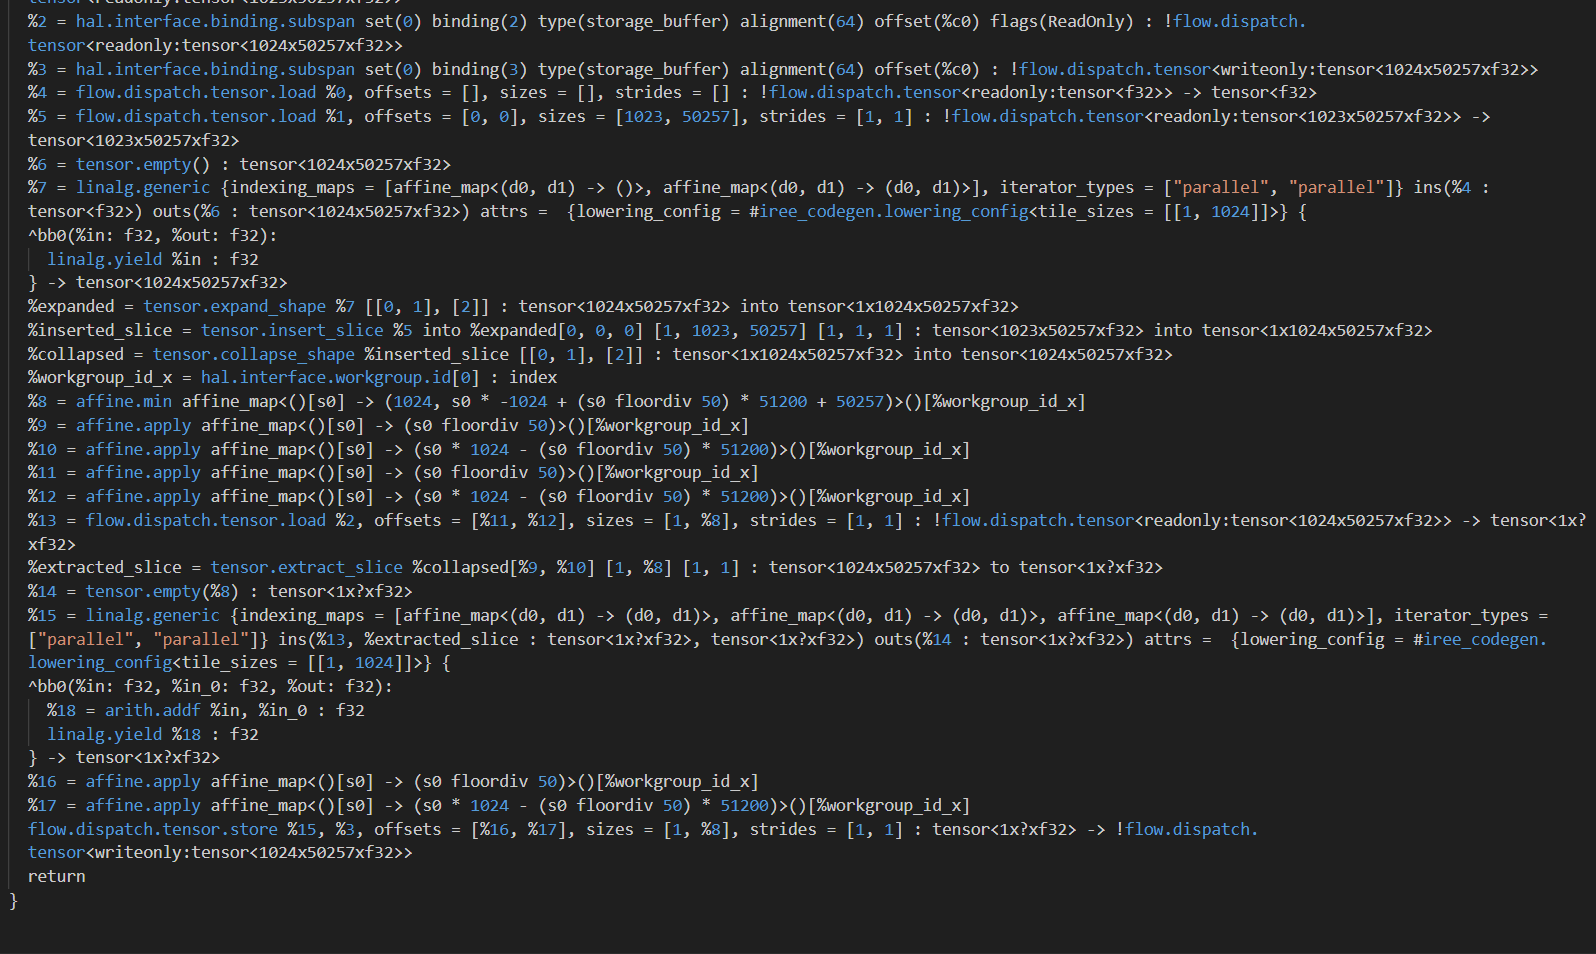 tensor<readonly:tensor<1023x50257xf32>>
%2 = hal.interface.binding.subspan set(0) binding(2) type(storage_buffer) alignment(64) offset(%c0) flags(ReadOnly) : !flow.dispatch.
tensor<readonly:tensor<1024x50257xf32>>
%3 = hal.interface.binding.subspan set(0) binding(3) type(storage_buffer) alignment(64) offset(%c0) : !flow.dispatch.tensor<writeonly:tensor<1024x50257xf32>>
%4 = flow.dispatch.tensor.load %0, offsets = [], sizes = [], strides = [] : !flow.dispatch.tensor<readonly:tensor<f32>> -> tensor<f32>
%5 = flow.dispatch.tensor.load %1, offsets = [0, 0], sizes = [1023, 50257], strides = [1, 1] : !flow.dispatch.tensor<readonly:tensor<1023x50257xf32>> ->
tensor<1023x50257xf32>
%6 = tensor.empty() : tensor<1024x50257xf32>
%7 = linalg.generic {indexing_maps = [affine_map<(d0, d1) -> ()>, affine_map<(d0, d1) -> (d0, d1)>], iterator_types = ["parallel", "parallel"]} ins(%4 :
tensor<f32>) outs(%6 : tensor<1024x50257xf32>) attrs =  {lowering_config = #iree_codegen.lowering_config<tile_sizes = [[1, 1024]]>} {
^bb0(%in: f32, %out: f32):
linalg.yield %in : f32
} -> tensor<1024x50257xf32>
%expanded = tensor.expand_shape %7 [[0, 1], [2]] : tensor<1024x50257xf32> into tensor<1x1024x50257xf32>
%inserted_slice = tensor.insert_slice %5 into %expanded[0, 0, 0] [1, 1023, 50257] [1, 1, 1] : tensor<1023x50257xf32> into tensor<1x1024x50257xf32>
%collapsed = tensor.collapse_shape %inserted_slice [[0, 1], [2]] : tensor<1x1024x50257xf32> into tensor<1024x50257xf32>
%workgroup_id_x = hal.interface.workgroup.id[0] : index
%8 = affine.min affine_map<()[s0] -> (1024, s0 * -1024 + (s0 floordiv 50) * 51200 + 50257)>()[%workgroup_id_x]
%9 = affine.apply affine_map<()[s0] -> (s0 floordiv 50)>()[%workgroup_id_x]
%10 = affine.apply affine_map<()[s0] -> (s0 * 1024 - (s0 floordiv 50) * 51200)>()[%workgroup_id_x]
%11 = affine.apply affine_map<()[s0] -> (s0 floordiv 50)>()[%workgroup_id_x]
%12 = affine.apply affine_map<()[s0] -> (s0 * 1024 - (s0 floordiv 50) * 51200)>()[%workgroup_id_x]
%13 = flow.dispatch.tensor.load %2, offsets = [%11, %12], sizes = [1, %8], strides = [1, 1] : !flow.dispatch.tensor<readonly:tensor<1024x50257xf32>> -> tensor<1x?
xf32>
%extracted_slice = tensor.extract_slice %collapsed[%9, %10] [1, %8] [1, 1] : tensor<1024x50257xf32> to tensor<1x?xf32>
%14 = tensor.empty(%8) : tensor<1x?xf32>
%15 = linalg.generic {indexing_maps = [affine_map<(d0, d1) -> (d0, d1)>, affine_map<(d0, d1) -> (d0, d1)>, affine_map<(d0, d1) -> (d0, d1)>], iterator_types =
["parallel", "parallel"]} ins(%13, %extracted_slice : tensor<1x?xf32>, tensor<1x?xf32>) outs(%14 : tensor<1x?xf32>) attrs =  {lowering_config = #iree_codegen.
lowering_config<tile_sizes = [[1, 1024]]>} {
^bb0(%in: f32, %in_0: f32, %out: f32):
%18 = arith.addf %in, %in_0 : f32
linalg.yield %18 : f32
} -> tensor<1x?xf32>
%16 = affine.apply affine_map<()[s0] -> (s0 floordiv 50)>()[%workgroup_id_x]
%17 = affine.apply affine_map<()[s0] -> (s0 * 1024 - (s0 floordiv 50) * 51200)>()[%workgroup_id_x]
flow.dispatch.tensor.store %15, %3, offsets = [%16, %17], sizes = [1, %8], strides = [1, 1] : tensor<1x?xf32> -> !flow.dispatch.
tensor<writeonly:tensor<1024x50257xf32>>
return
}